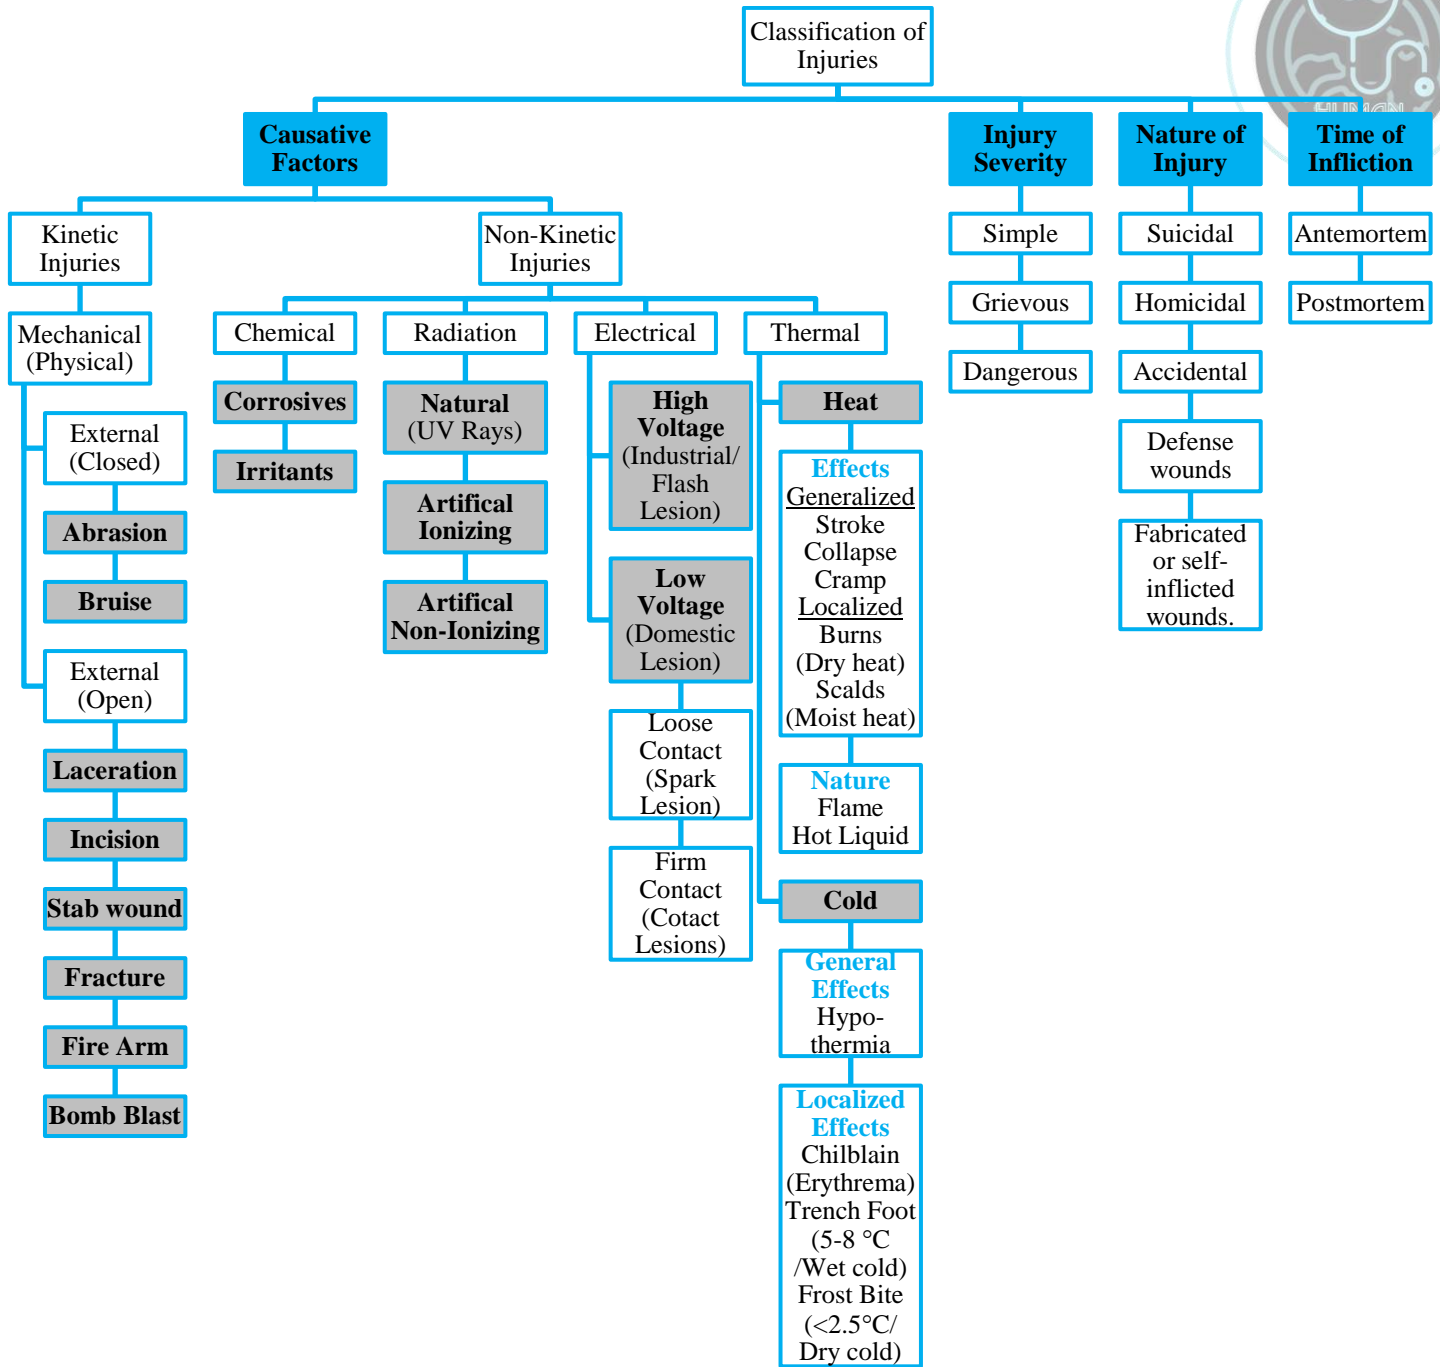 Classification of
Injuries
HUMAN
Causative
Factors
Injury
Severity
Nature of
Injury
Time of
Infliction
Kinetic
Injuries
Non-Kinetic
Injuries
Simple
Suicidal
Antemortem
Grievous
Homicidal
Postmortem
Dangerous
Accidental
Defense
wounds
Fabricated
or self-
inflicted
wounds.
Mechanical
(Physical)
External
(Closed)
Abrasion
Bruise
External
(Open)
Laceration
Incision
Stab wound
Fracture
Fire Arm
Bomb Blast
Chemical
Corrosives
Irritants
Radiation
Natural
(UV Rays)
Artifical
Ionizing
Artifical
Non-Ionizing
Electrical
High
Voltage
(Industrial/
Flash
Lesion)
Low
Voltage
(Domestic
Lesion)
Loose
Contact
(Spark
Lesion)
Firm
Contact
(Cotact
Lesions)
Thermal
Heat
Effects
Generalized
Stroke
Collapse
Cramp
Localized
Burns
(Dry heat)
Scalds
(Moist heat)
Nature
Flame
Hot Liquid
Cold
General
Effects
Hypo-
thermia
Localized
Effects
Chilblain
(Erythrema)
Trench Foot
(5-8 °C
/Wet cold)
Frost Bite
(<2.5°C/
Dry cold)